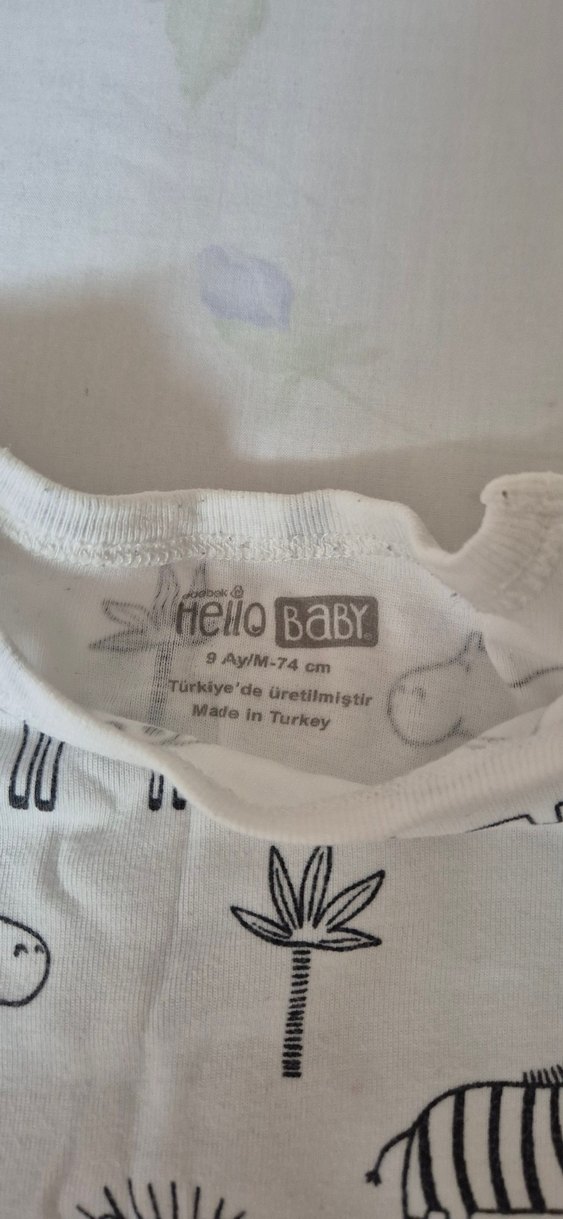 Hello BABY
9 Ay/M-74 cm
Türkiye'de üretilmiştir
Made in Turkey